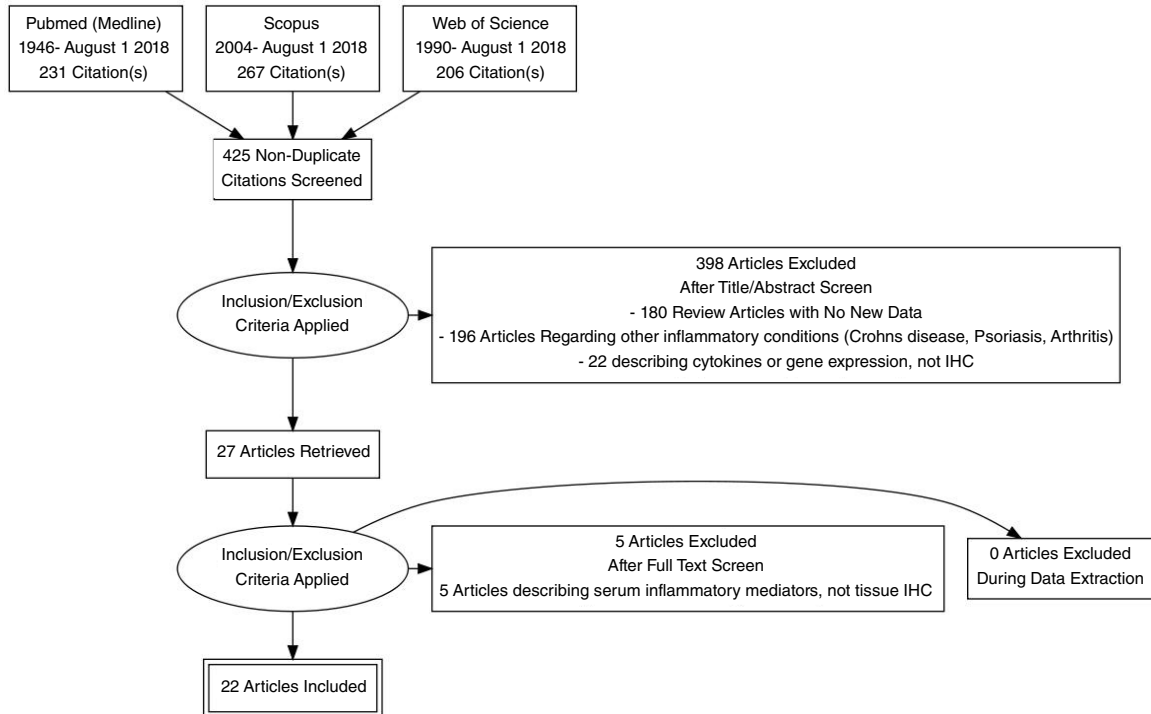 Pubmed (Medline)
1946- August 1 2018
231 Citation(s)
Scopus
2004- August 1 2018
267 Citation(s)
Web of Science
1990- August 1 2018
206 Citation(s)
425 Non-Duplicate
Citations Screened
Inclusion/Exclusion
Criteria Applied
398 Articles Excluded
After Title/Abstract Screen
- 180 Review Articles with No New Data
- 196 Articles Regarding other inflammatory conditions (Crohns disease, Psoriasis, Arthritis)
- 22 describing cytokines or gene expression, not IHC
27 Articles Retrieved
Inclusion/Exclusion
Criteria Applied
5 Articles Excluded
After Full Text Screen
5 Articles describing serum inflammatory mediators, not tissue IHC
0 Articles Excluded
During Data Extraction
22 Articles Included